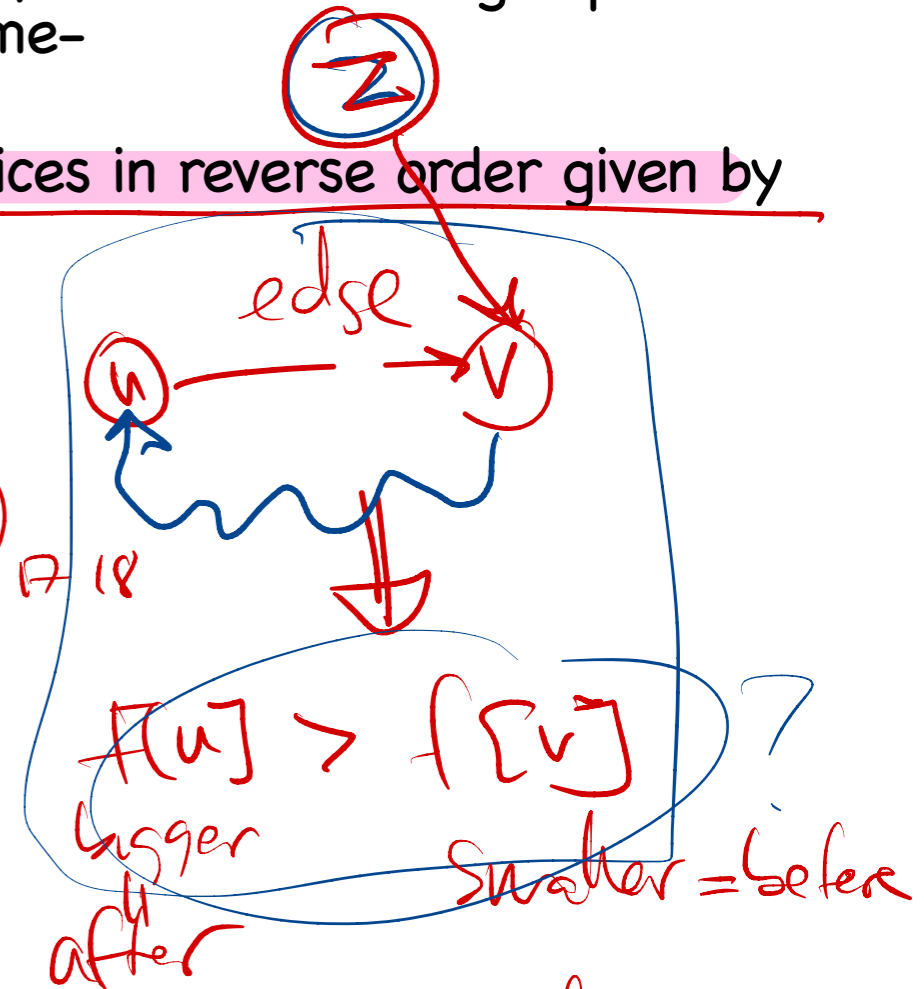 me-
Z
ices in reverse order given by
edge
u V
17 18
f[u] > f[v] ?
bigger
smaller = before
after